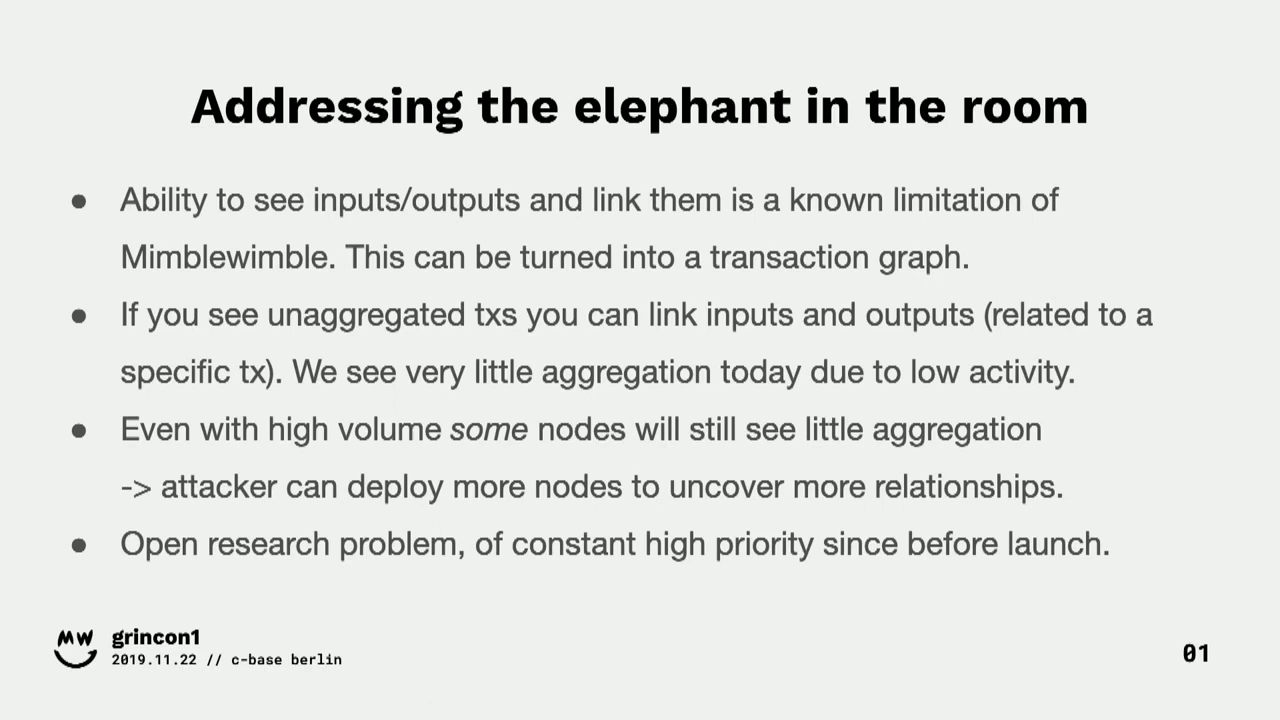 Addressing the elephant in the room
● Ability to see inputs/outputs and link them is a known limitation of
Mimblewimble. This can be turned into a transaction graph.
● If you see unaggregated txs you can link inputs and outputs (related to a
specific tx). We see very little aggregation today due to low activity.
● Even with high volume some nodes will still see little aggregation
-> attacker can deploy more nodes to uncover more relationships.
● Open research problem, of constant high priority since before launch.
MW
grincon1
2019.11.22 // c-base berlin
01